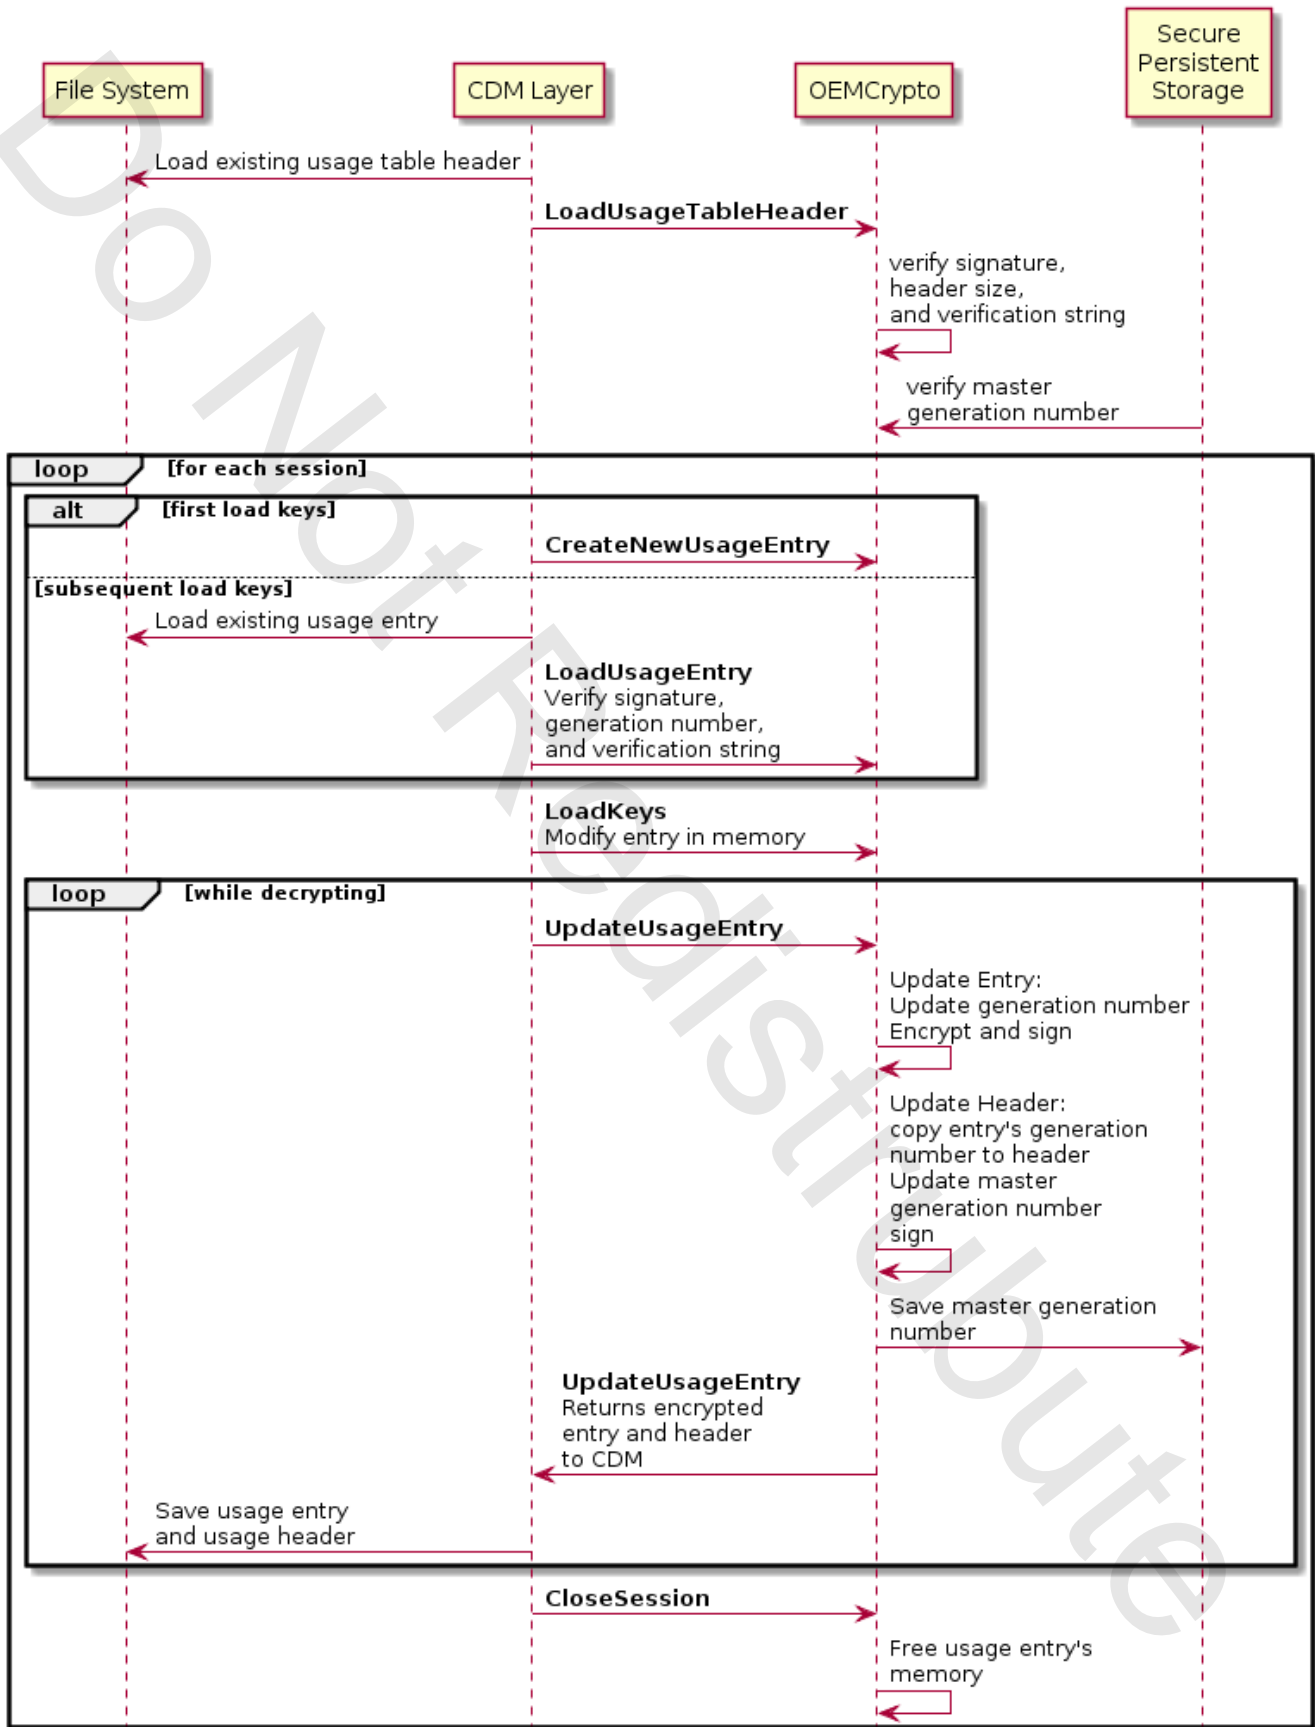 Secure
Persistent
Storage
File System
CDM Layer
OEMCrypto
Load existing usage table header
LoadUsageTableHeader
verify signature,
header size,
and verification string
verify master
generation number
loop [for each session]
alt [first load keys]
CreateNewUsageEntry
[subsequent load keys]
Load existing usage entry
LoadUsageEntry
Verify signature,
generation number,
and verification string
LoadKeys
Modify entry in memory
loop [while decrypting]
UpdateUsageEntry
Update Entry:
Update generation number
Encrypt and sign
Update Header:
copy entry's generation
number to header
Update master
generation number
sign
Save master generation
number
UpdateUsageEntry
Returns encrypted
entry and header
to CDM
Save usage entry
and usage header
CloseSession
Free usage entry's
memory
Do Not Redistrubute